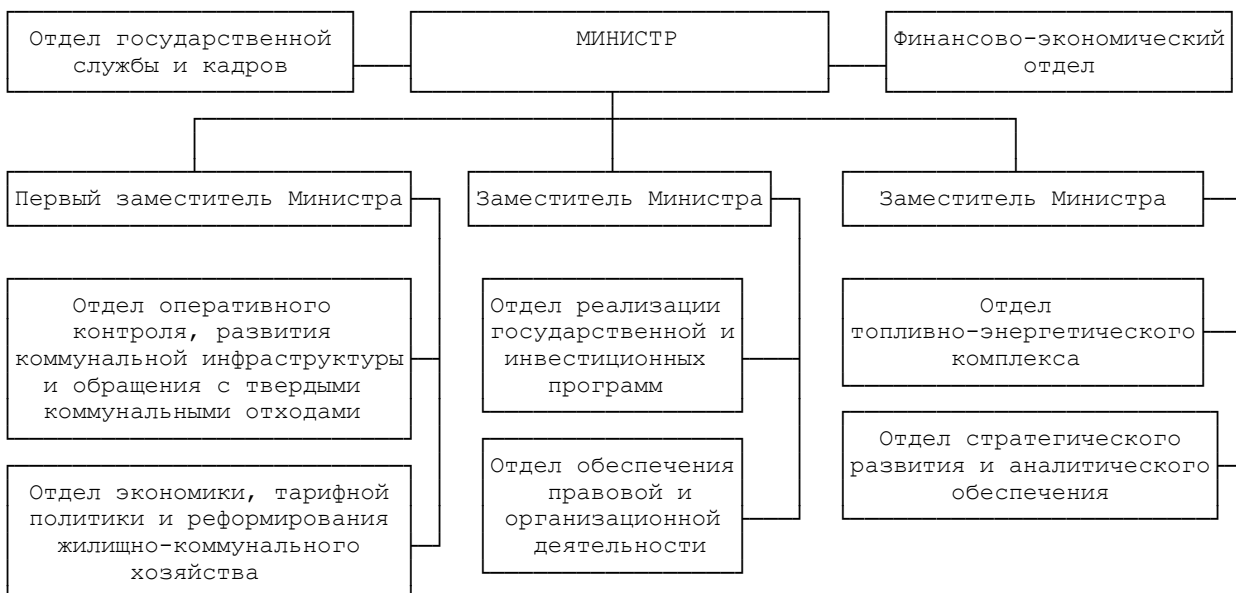 Отдел государственной
службы и кадров
МИНИСТР
Финансово-экономический
отдел
Первый заместитель Министра
Заместитель Министра
Заместитель Министра
Отдел оперативного
контроля, развития
коммунальной инфраструктуры
и обращения с твердыми
коммунальными отходами
Отдел реализации
государственной и
инвестиционных
программ
Отдел
топливно-энергетического
комплекса
Отдел экономики, тарифной
политики и реформирования
жилищно-коммунального
хозяйства
Отдел обеспечения
правовой и
организационной
деятельности
Отдел стратегического
развития и аналитического
обеспечения